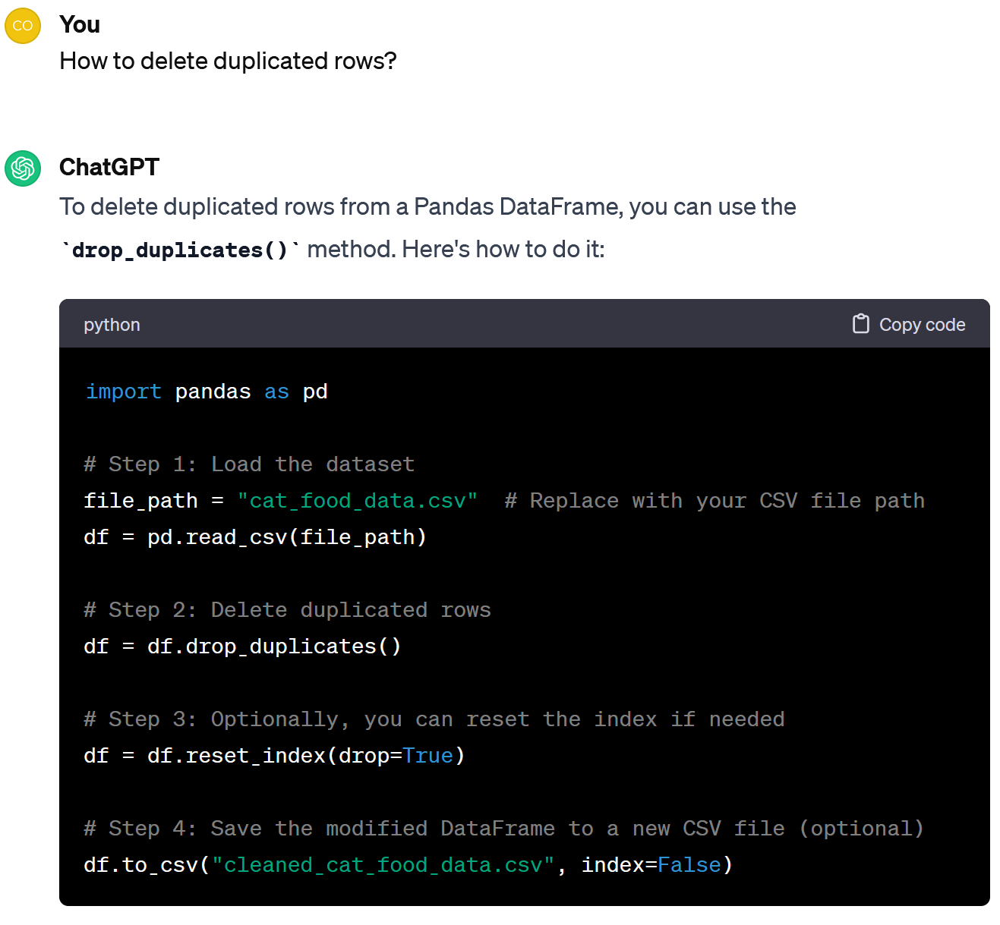 CO
You
How to delete duplicated rows?
ChatGPT
To delete duplicated rows from a Pandas DataFrame, you can use the
`drop_duplicates()` method. Here's how to do it:
python
Copy code
import pandas as pd
# Step 1: Load the dataset
file_path = "cat_food_data.csv"  # Replace with your CSV file path
df = pd.read_csv(file_path)
# Step 2: Delete duplicated rows
df = df.drop_duplicates()
# Step 3: Optionally, you can reset the index if needed
df = df.reset_index(drop=True)
# Step 4: Save the modified DataFrame to a new CSV file (optional)
df.to_csv("cleaned_cat_food_data.csv", index=False)